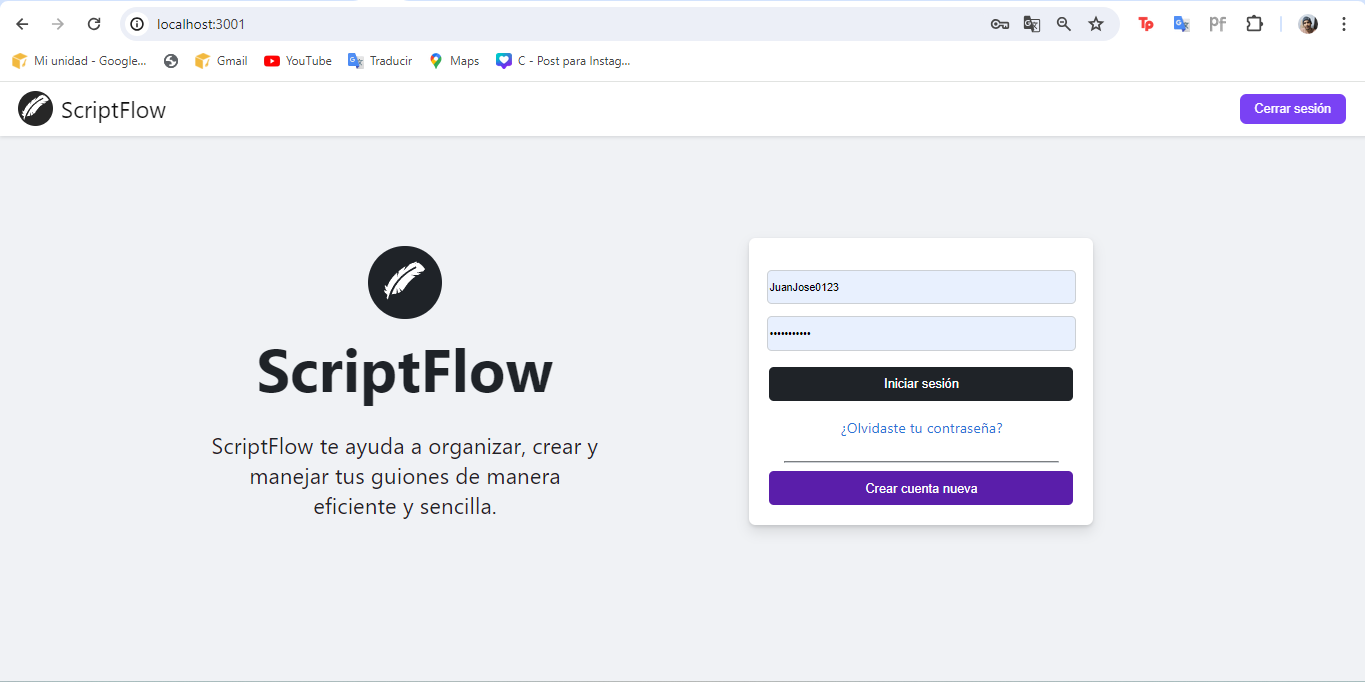 localhost:3001
Tp
Pf
Mi unidad - Google...
Gmail
YouTube
Traducir
Maps
C - Post para Instag...
ScriptFlow
Cerrar sesión
ScriptFlow
ScriptFlow te ayuda a organizar, crear y
manejar tus guiones de manera
eficiente y sencilla.
JuanJose0123
•••••••••••
Iniciar sesión
¿Olvidaste tu contraseña?
Crear cuenta nueva